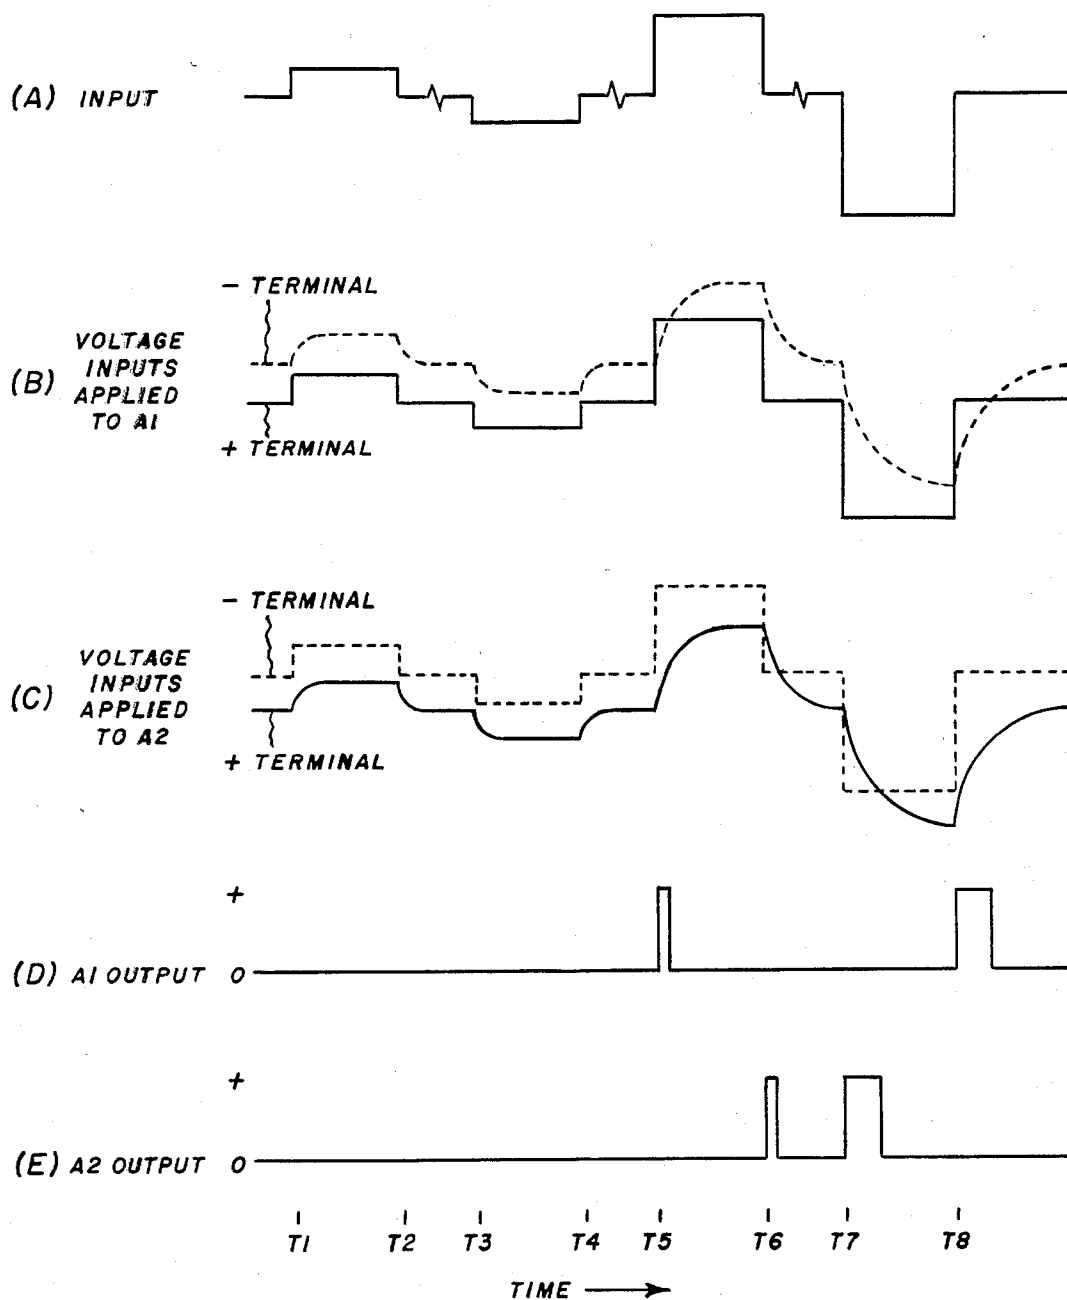 (A) INPUT
– TERMINAL
(B) VOLTAGE
INPUTS
APPLIED
TO A1
+ TERMINAL
– TERMINAL
(C) VOLTAGE
INPUTS
APPLIED
TO A2
+ TERMINAL
+
(D) A1 OUTPUT 0
+
(E) A2 OUTPUT 0
T1 T2 T3 T4 T5 T6 T7 T8
TIME